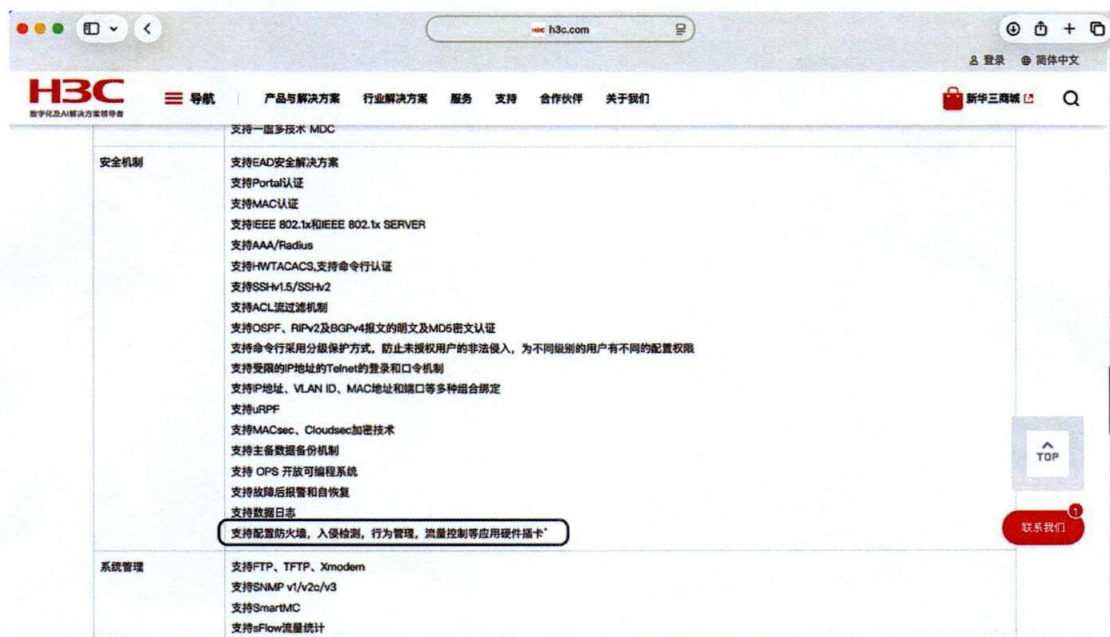 H3C h3c.com
登录 简体中文
H3C
数字化及AI解决方案领导者
导航 产品与解决方案 行业解决方案 服务 支持 合作伙伴 关于我们 新华三商城
支持一虚多技术 MDC
安全机制
支持EAD安全解决方案
支持Portal认证
支持MAC认证
支持IEEE 802.1x和IEEE 802.1x SERVER
支持AAA/Radius
支持HWTACACS,支持命令行认证
支持SSHv1.5/SSHv2
支持ACL流过滤机制
支持OSPF、RIPv2及BGPv4报文的明文及MD5密文认证
支持命令行采用分级保护方式，防止未授权用户的非法侵入，为不同级别的用户有不同的配置权限
支持受限的IP地址的Telnet的登录和口令机制
支持IP地址、VLAN ID、MAC地址和端口等多种组合绑定
支持uRPF
支持MACsec、Cloudsec加密技术
支持主备数据备份机制
支持 OPS 开放可编程系统
支持故障后报警和自恢复
支持数据日志
支持配置防火墙，入侵检测，行为管理，流量控制等应用硬件插卡*
TOP
1
联系我们
系统管理
支持FTP、TFTP、Xmodem
支持SNMP v1/v2c/v3
支持SmartMC
支持sFlow流量统计